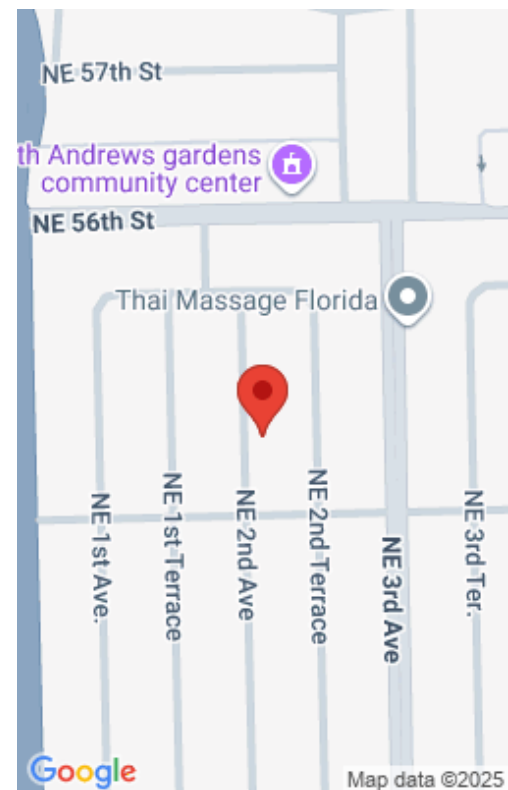 NE 57th St
th Andrews gardens
community center
NE 56th St
Thai Massage Florida
NE 1st Ave.
NE 1st Terrace
NE 2nd Ave
NE 2nd Terrace
NE 3rd Ave
NE 3rd Ter.
Google
Map data ©2025